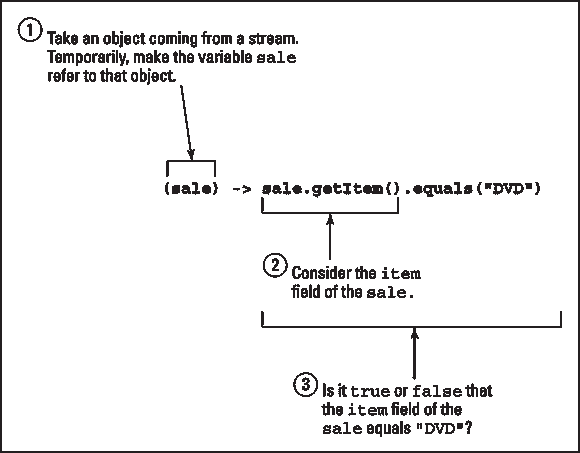 1 Take an object coming from a stream.
Temporarily, make the variable sale
refer to that object.
(sale) -> sale.getItem().equals("DVD")
2 Consider the item
field of the sale.
3 Is it true or false that
the item field of the
sale equals "DVD"?